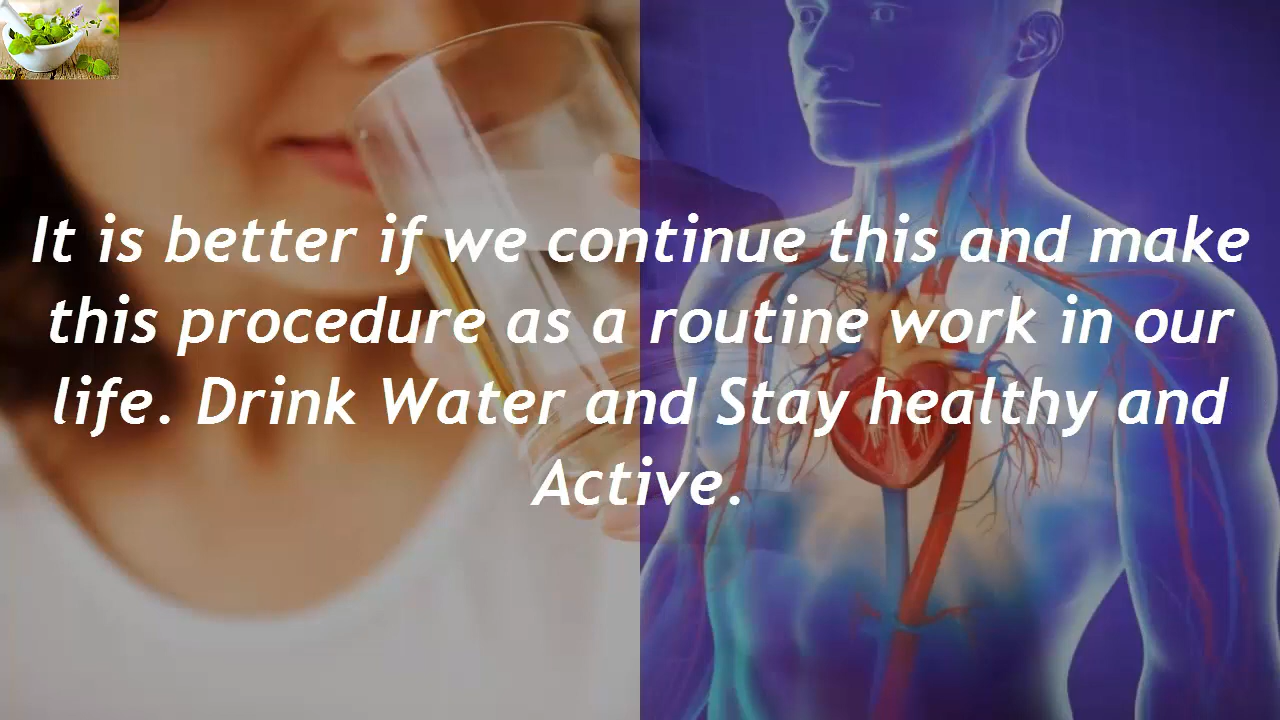 It is better if we continue this and make
this procedure as a routine work in our
life. Drink Water and Stay healthy and
Active.